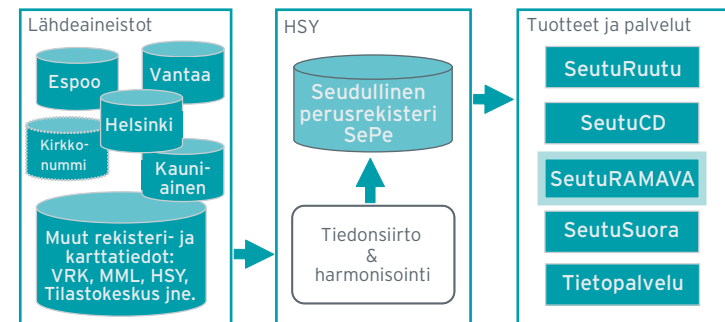 Lähdeaineistot
Espoo
Vantaa
Helsinki
Kirkko-
nummi
Kauni-
ainen
Muut rekisteri- ja
karttatiedot:
VRK, MML, HSY,
Tilastokeskus jne.
HSY
Seudullinen
perusrekisteri
SePe
Tiedonsiirto
&
harmonisointi
Tuotteet ja palvelut
SeutuRuutu
SeutuCD
SeutuRAMAVA
SeutuSuora
Tietopalvelu